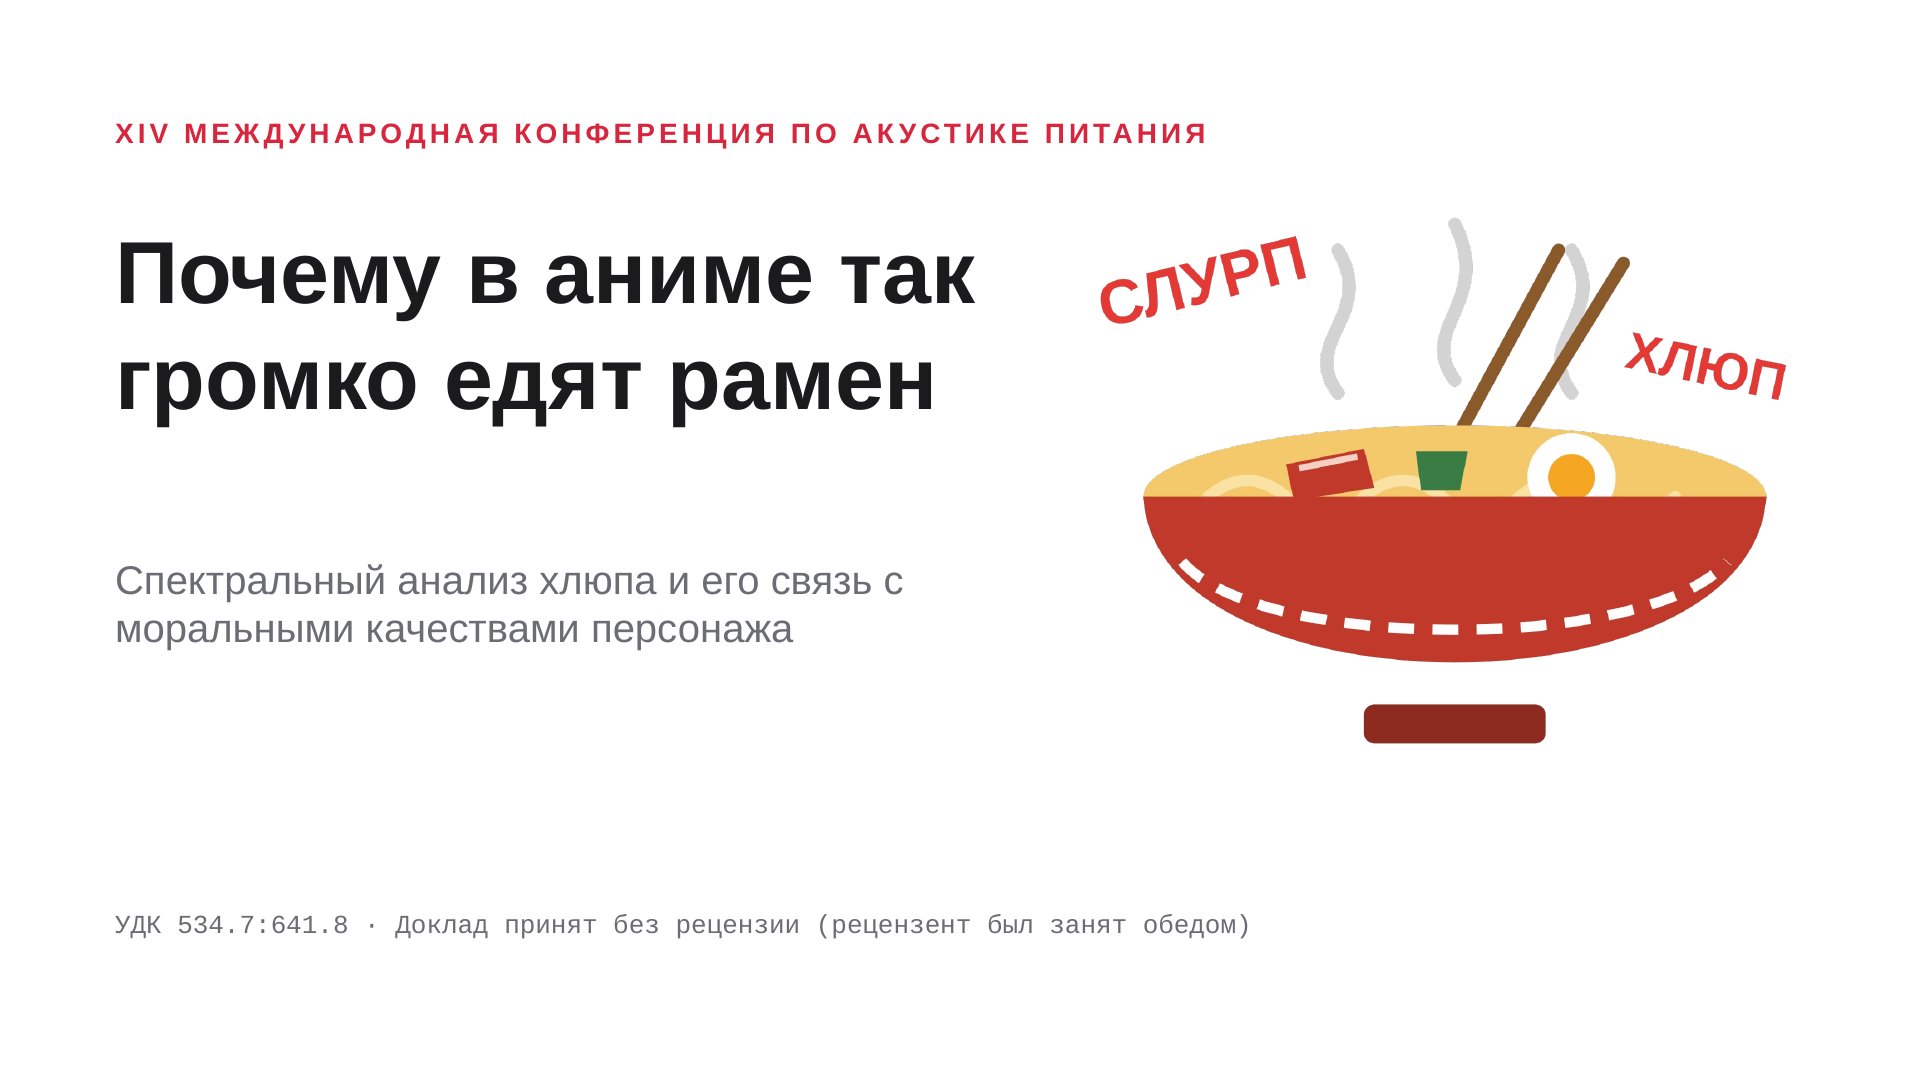 XIV МЕЖДУНАРОДНАЯ КОНФЕРЕНЦИЯ ПО АКУСТИКЕ ПИТАНИЯ
Почему в аниме так
громко едят рамен
СЛУРП
ХЛЮП
Спектральный анализ хлюпа и его связь с
моральными качествами персонажа
УДК 534.7:641.8 · Доклад принят без рецензии (рецензент был занят обедом)